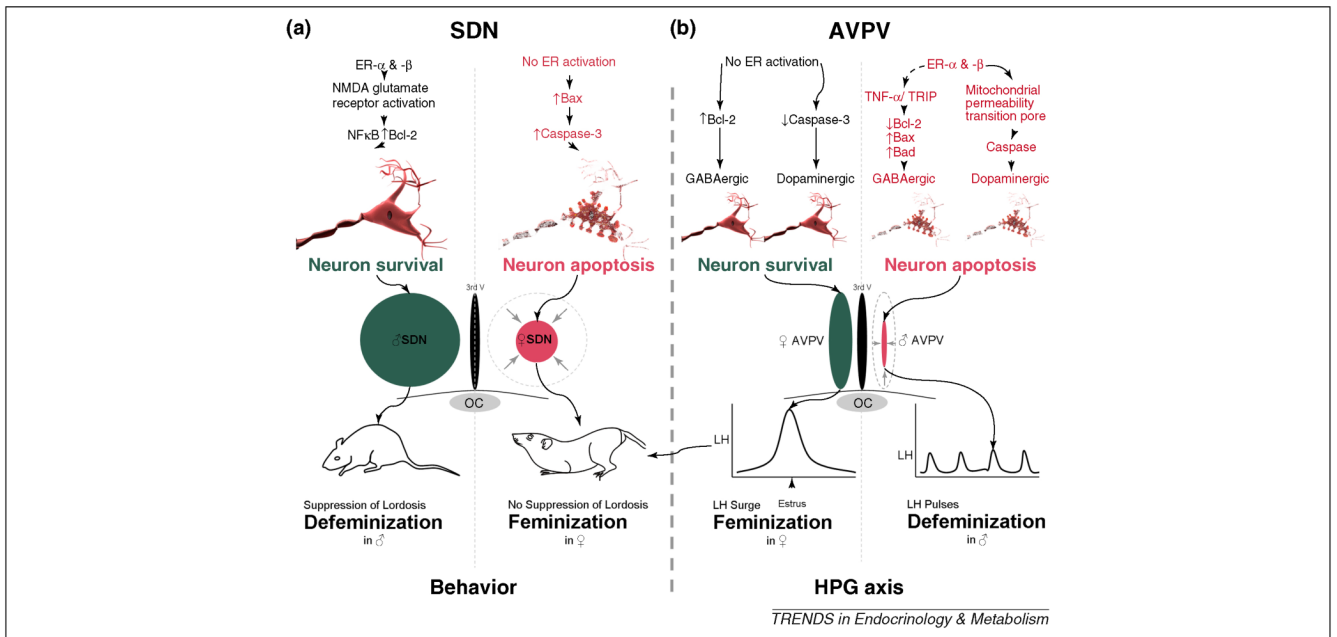 (a)
SDN
ER-α & -β
NMDA glutamate
receptor activation
NFκB ↑Bcl-2
No ER activation
↑Bax
↑Caspase-3
Neuron survival
Neuron apoptosis
3rd V
♂SDN
♀SDN
OC
Suppression of Lordosis
Defeminization
in ♂
No Suppression of Lordosis
Feminization
in ♀
Behavior
(b)
AVPV
No ER activation
↑Bcl-2
↓Caspase-3
GABAergic
Dopaminergic
ER-α & -β
TNF-α/ TRIP
↓Bcl-2
↑Bax
↑Bad
GABAergic
Mitochondrial
permeability
transition pore
Caspase
Dopaminergic
Neuron survival
Neuron apoptosis
3rd V
♀ AVPV
♂ AVPV
OC
LH
LH
LH Surge
Estrus
Feminization
in ♀
LH Pulses
Defeminization
in ♂
HPG axis
TRENDS in Endocrinology & Metabolism